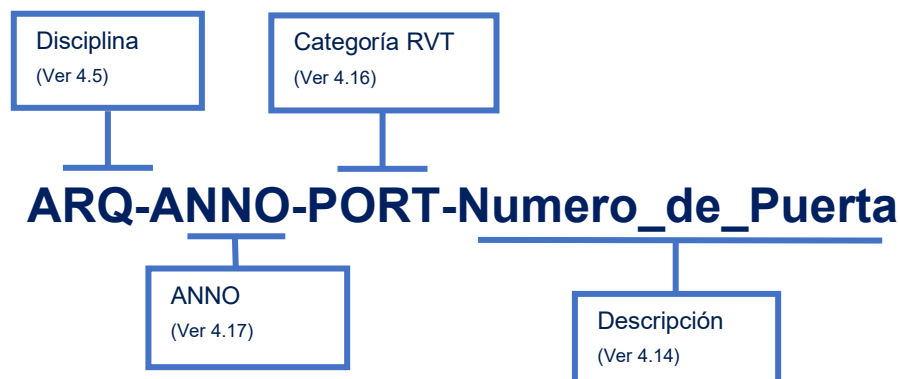 Disciplina
(Ver 4.5)
Categoría RVT
(Ver 4.16)
ARQ-ANNO-PORT-Numero_de_Puerta
ANNO
(Ver 4.17)
Descripción
(Ver 4.14)